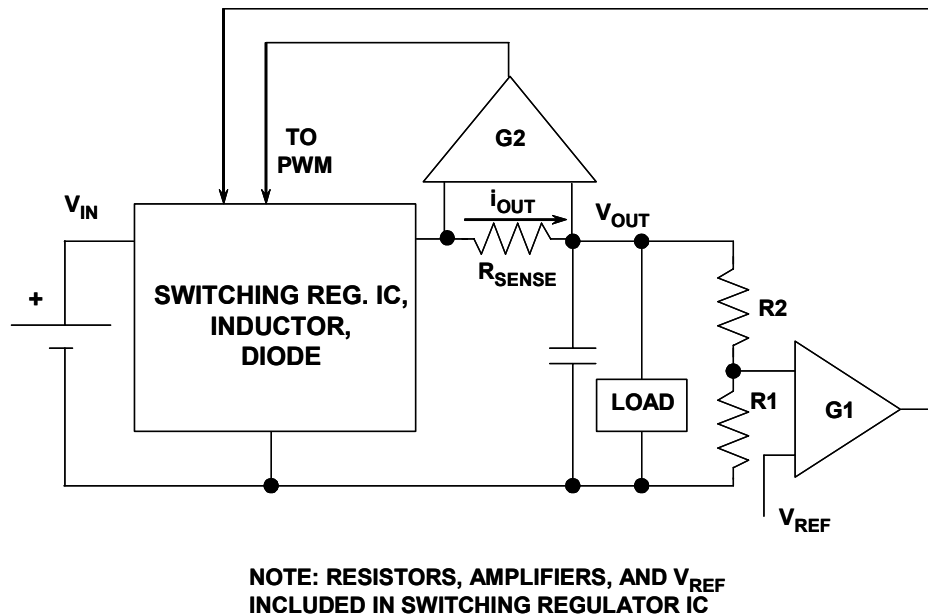 TO
PWM
G2
V_IN
i_OUT
V_OUT
R_SENSE
+
SWITCHING REG. IC,
INDUCTOR,
DIODE
R2
LOAD
R1
G1
V_REF
NOTE: RESISTORS, AMPLIFIERS, AND V_REF
INCLUDED IN SWITCHING REGULATOR IC